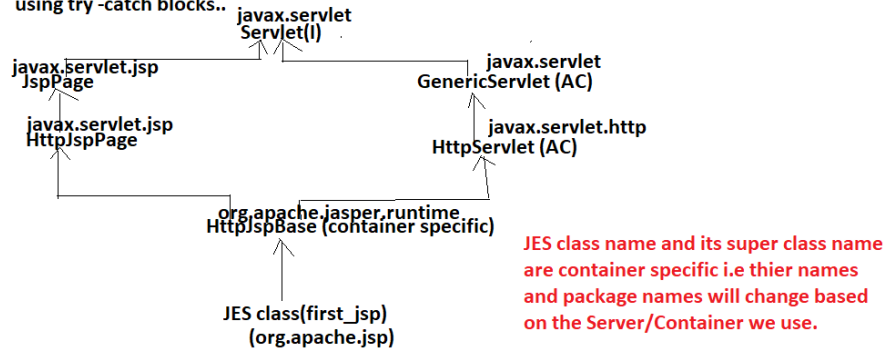 using try -catch blocks..
javax.servlet
Servlet(I)
javax.servlet.jsp
JspPage
javax.servlet
GenericServlet (AC)
javax.servlet.jsp
HttpJspPage
javax.servlet.http
HttpServlet (AC)
org.apache.jasper.runtime
HttpJspBase (container specific)
JES class(first_jsp)
(org.apache.jsp)
JES class name and its super class name
are container specific i.e thier names
and package names will change based
on the Server/Container we use.